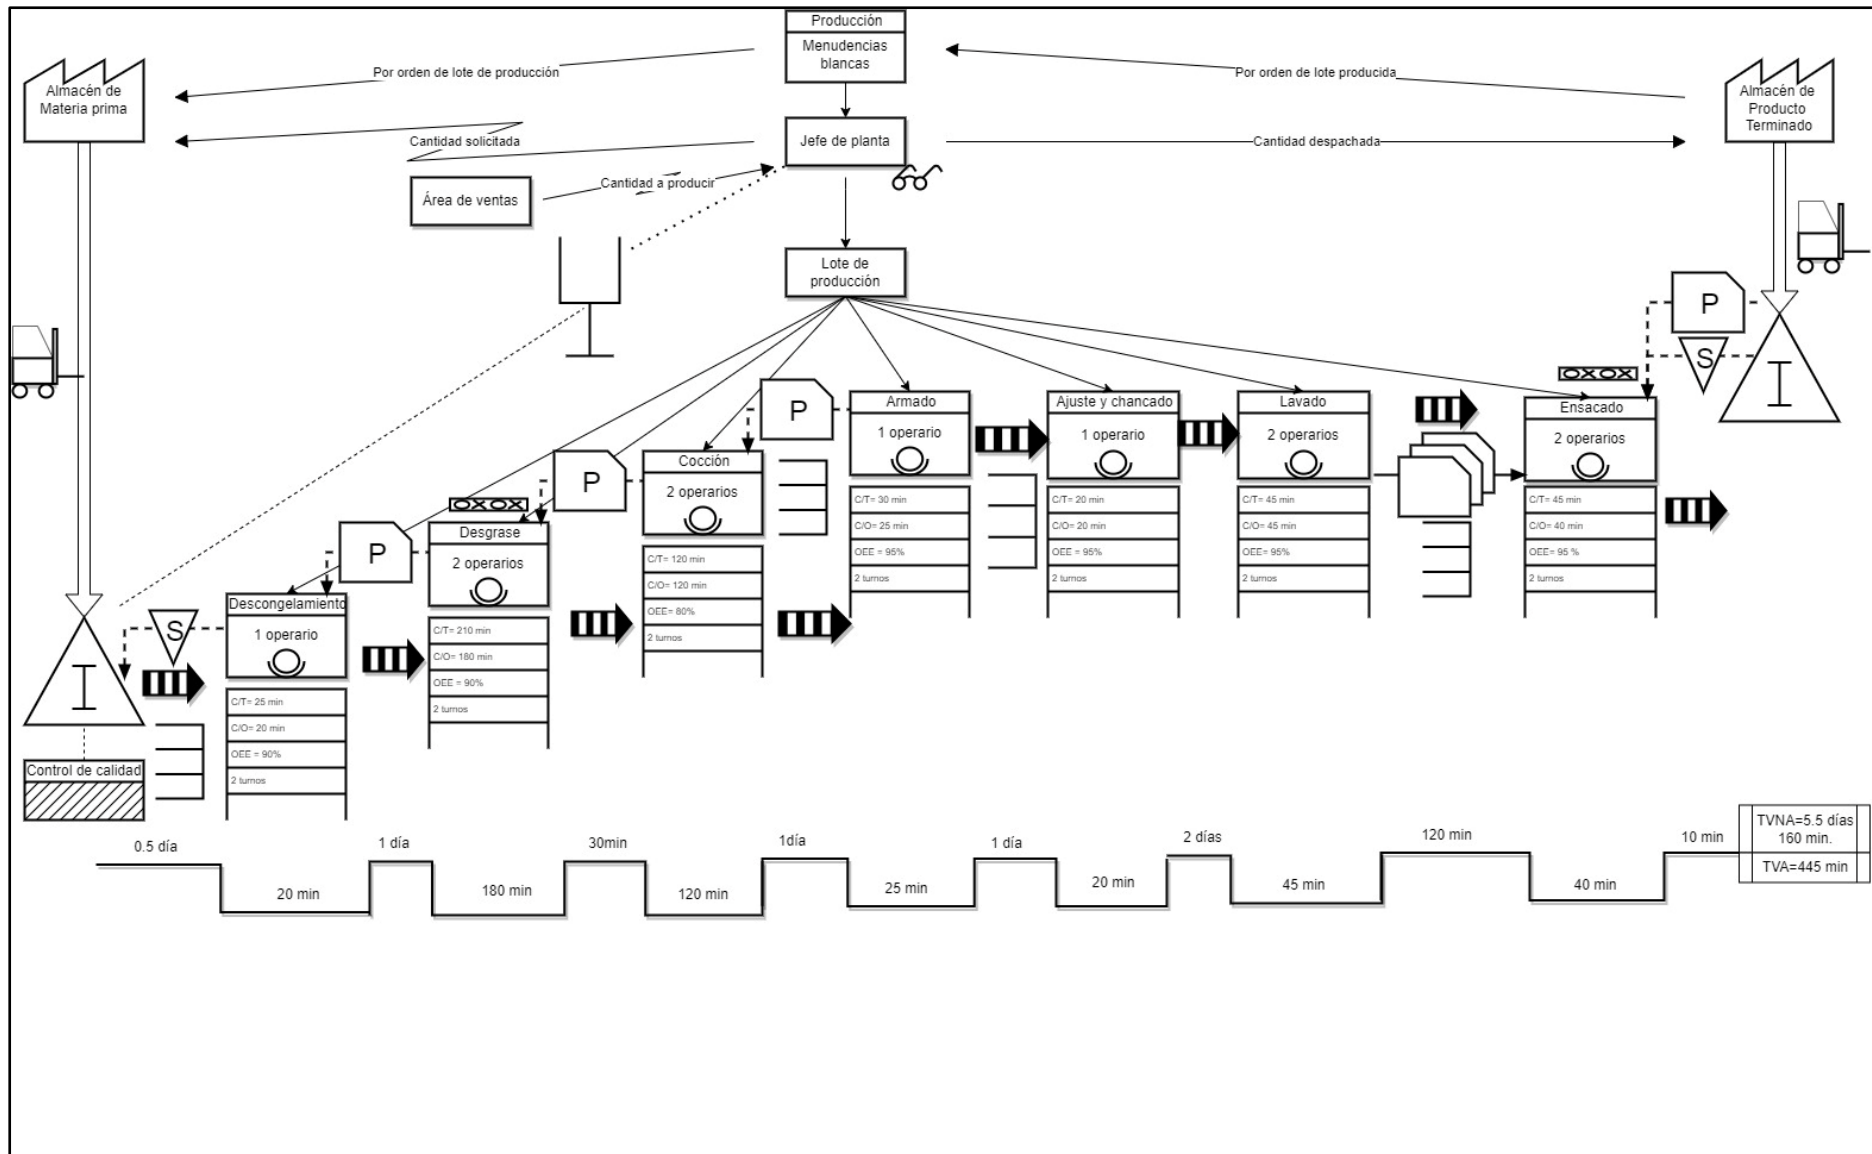 Producción
Menudencias
blancas
Por orden de lote de producción
Por orden de lote producida
Almacén de
Materia prima
Almacén de
Producto
Terminado
Cantidad solicitada
Jefe de planta
Cantidad despachada
Cantidad a producir
Área de ventas
Lote de
producción
P
S
I
Armado
1 operario
C/T= 30 min
C/O= 25 min
OEE = 95%
2 turnos
Ajuste y chancado
1 operario
C/T= 20 min
C/O= 20 min
OEE= 95%
2 turnos
Lavado
2 operarios
C/T= 45 min
C/O= 45 min
OEE= 95%
2 turnos
Ensacado
2 operarios
C/T= 45 min
C/O= 40 min
OEE= 95 %
2 turnos
OXOX
P
Cocción
2 operarios
C/T= 120 min
C/O= 120 min
OEE= 80%
2 turnos
P
OXOX
Desgrase
2 operarios
C/T= 210 min
C/O= 180 min
OEE = 90%
2 turnos
P
Descongelamiento
1 operario
C/T= 25 min
C/O= 20 min
OEE = 90%
2 turnos
S
I
Control de calidad
0.5 día
20 min
1 día
180 min
30min
120 min
1día
25 min
1 día
20 min
2 días
45 min
120 min
40 min
10 min
TVNA=5.5 días
160 min.
TVA=445 min